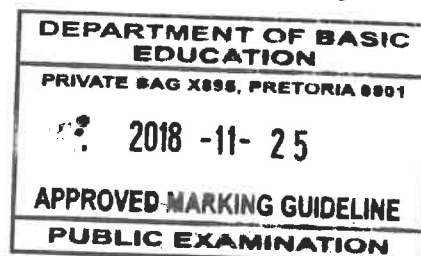 DEPARTMENT OF BASIC
EDUCATION
PRIVATE BAG X895, PRETORIA 0001
2018 -11- 25
APPROVED MARKING GUIDELINE
PUBLIC EXAMINATION